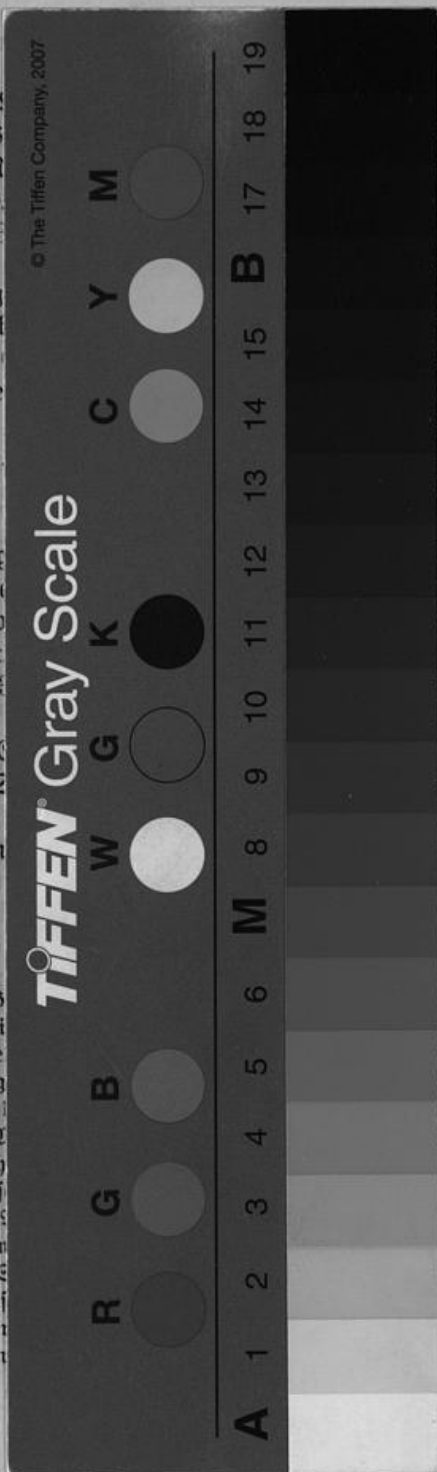 © The Tiffen Company, 2007
TIFFEN® Gray Scale
R G B W G K C Y M
A 1 2 3 4 5 6 M 8 9 10 11 12 13 14 15 B 17 18 19